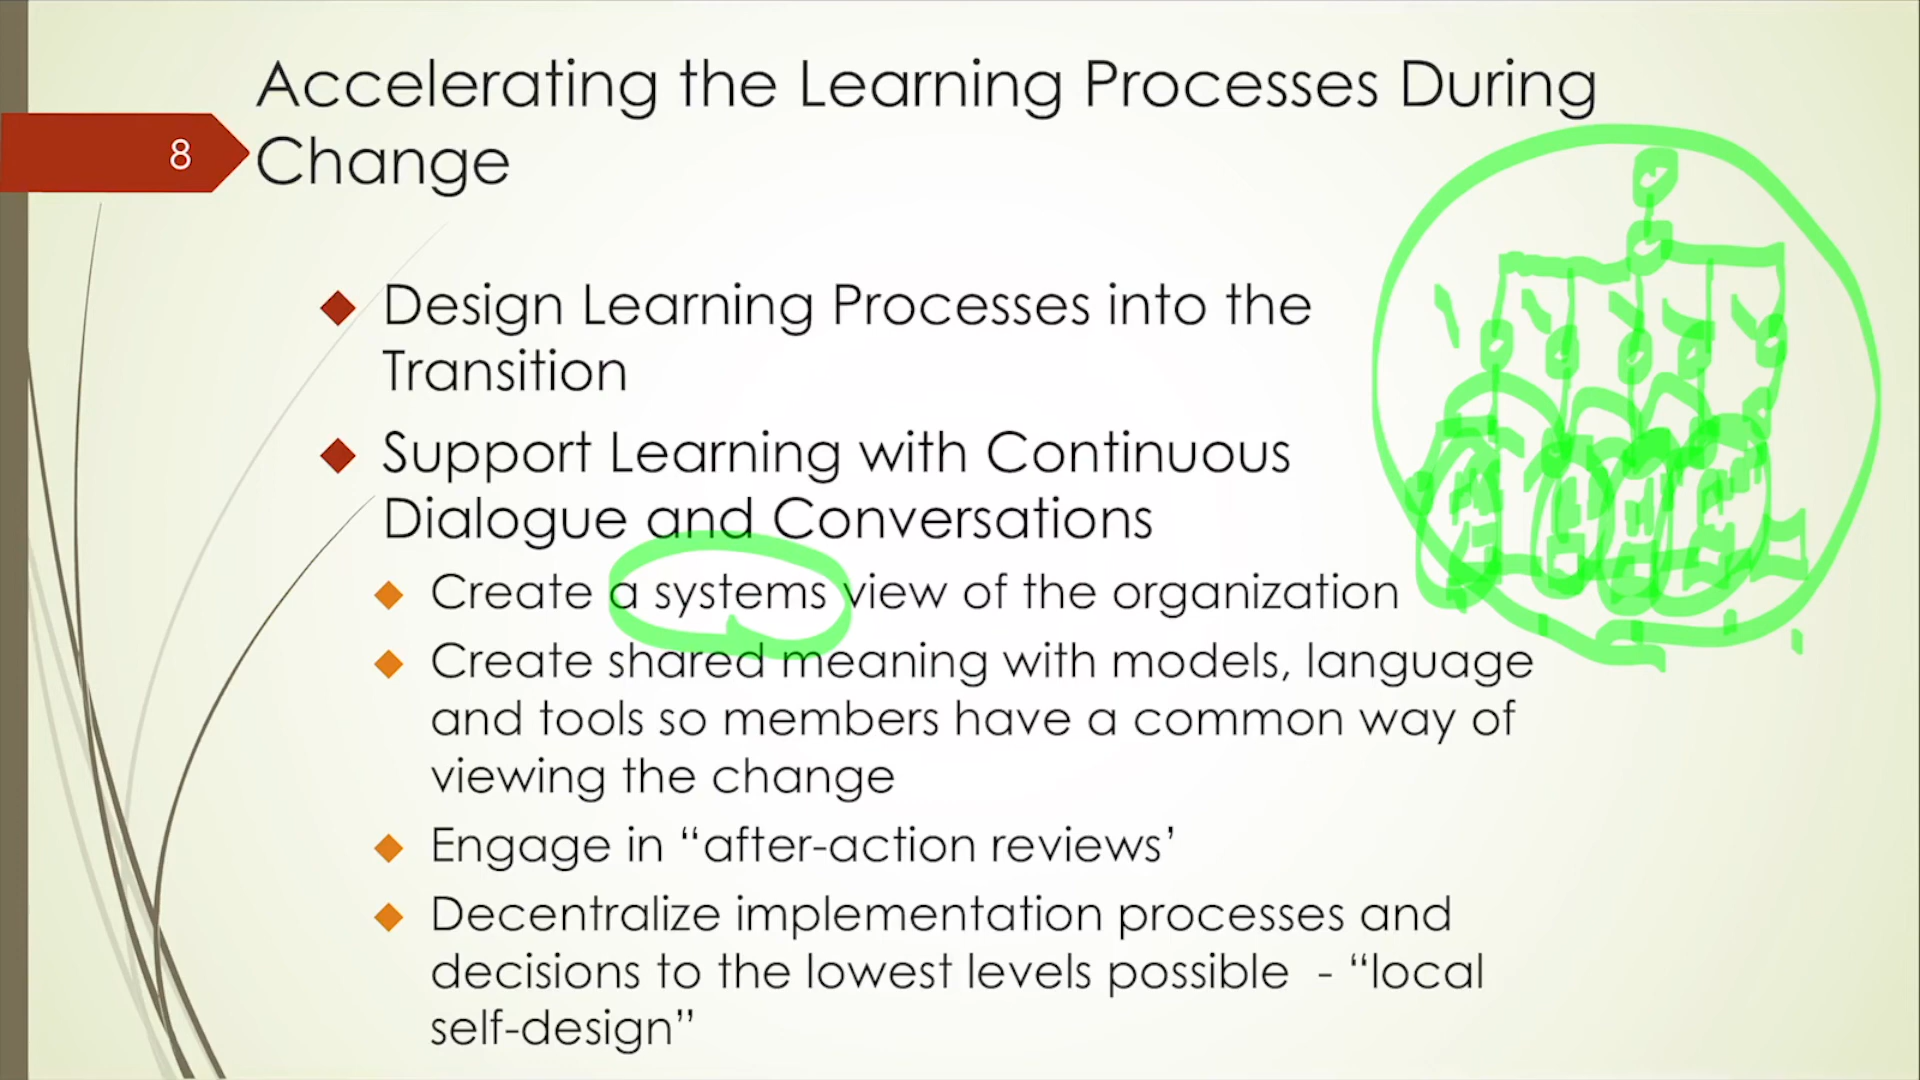 Accelerating the Learning Processes During
8
Change
Design Learning Processes into the
Transition
Support Learning with Continuous
Dialogue and Conversations
Create a systems view of the organization
Create shared meaning with models, language
and tools so members have a common way of
viewing the change
Engage in “after-action reviews’
Decentralize implementation processes and
decisions to the lowest levels possible  - “local
self-design”